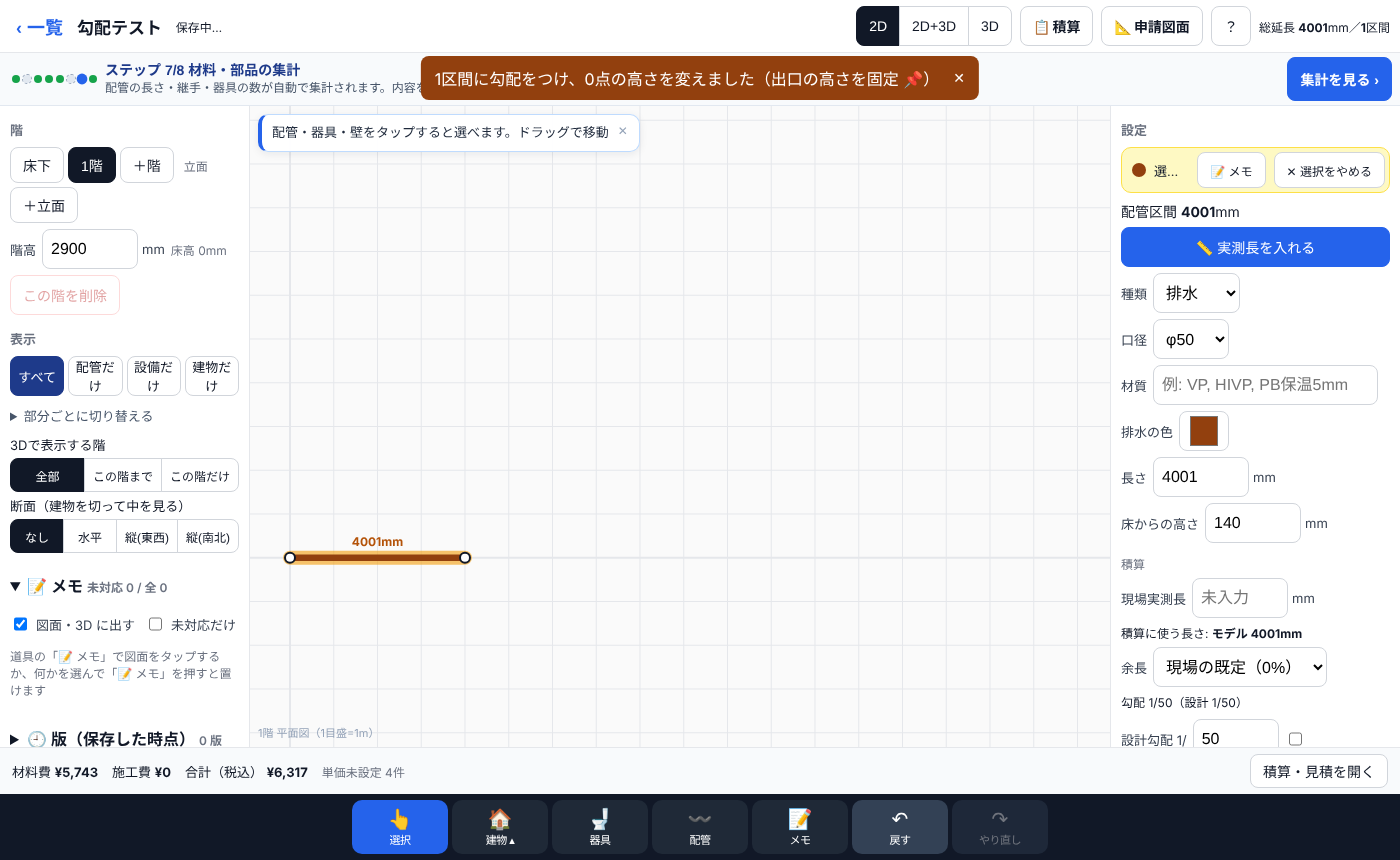 ‹ 一覧 勾配テスト 保存中... 2D 2D+3D 3D 📋 積算 📐 申請図面 ? 総延長 4001mm／1区間
ステップ 7/8 材料・部品の集計
配管の長さ・継手・器具の数が自動で集計されます。内容を
1区間に勾配をつけ、0点の高さを変えました（出口の高さを固定 📌） ✕
集計を見る ›
階
床下 1階 ＋階 立面
＋立面
階高 2900 mm 床高 0mm
この階を削除
表示
すべて 配管だけ 設備だけ 建物だけ
▶ 部分ごとに切り替える
3Dで表示する階
全部 この階まで この階だけ
断面（建物を切って中を見る）
なし 水平 縦(東西) 縦(南北)
▼ 📝 メモ 未対応 0 / 全 0
図面・3D に出す 未対応だけ
道具の「📝 メモ」で図面をタップする
か、何かを選んで「📝 メモ」を押すと置
けます
▶ 🕘 版（保存した時点） 0 版
配管・器具・壁をタップすると選べます。ドラッグで移動 ✕
4001mm
1階 平面図（1目盛=1m）
設定
選... 📝 メモ ✕ 選択をやめる
配管区間 4001mm
📏 実測長を入れる
種類 排水
口径 φ50
材質 例: VP, HIVP, PB保温5mm
排水の色
長さ 4001 mm
床からの高さ 140 mm
積算
現場実測長 未入力 mm
積算に使う長さ: モデル 4001mm
余長 現場の既定（0%）
勾配 1/50（設計 1/50）
設計勾配 1/ 50
材料費 ¥5,743 施工費 ¥0 合計（税込） ¥6,317 単価未設定 4件 積算・見積を開く
👆 🏠 🚽 〰️ 📝 ↶ ↷
選択 建物▲ 器具 配管 メモ 戻す やり直し